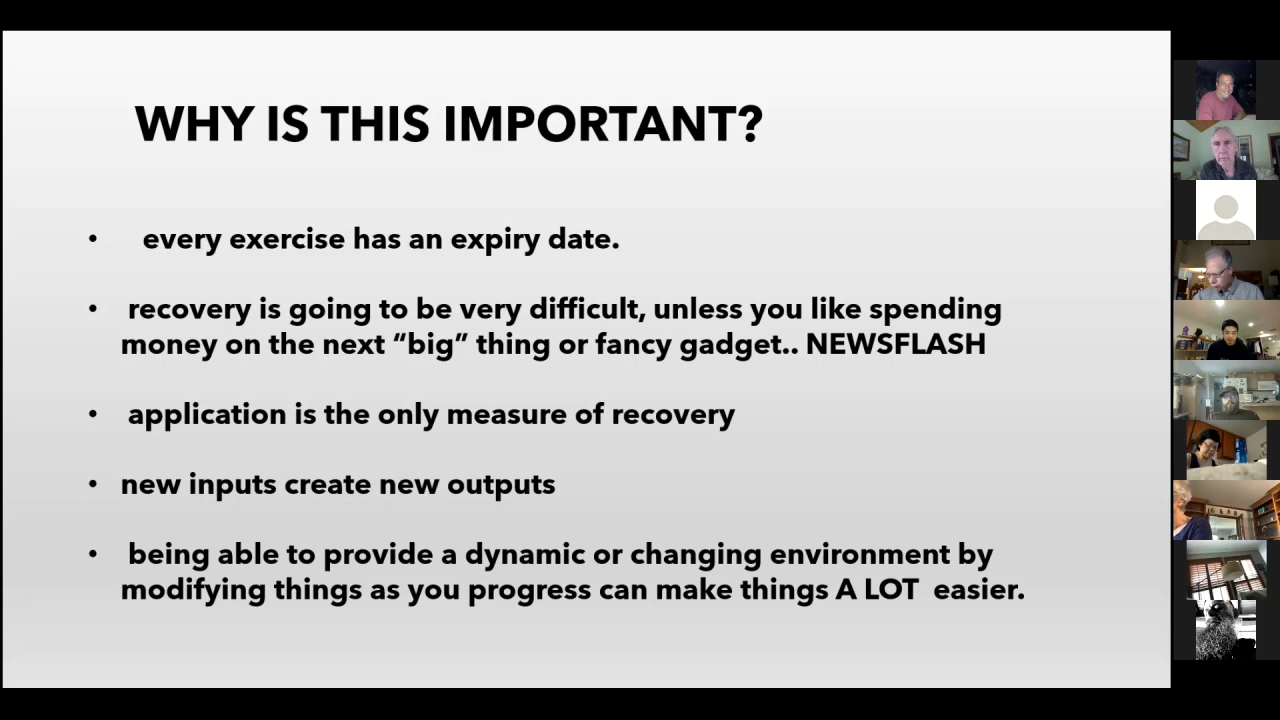 WHY IS THIS IMPORTANT?
• every exercise has an expiry date.
• recovery is going to be very difficult, unless you like spending
money on the next “big” thing or fancy gadget.. NEWSFLASH
• application is the only measure of recovery
• new inputs create new outputs
• being able to provide a dynamic or changing environment by
modifying things as you progress can make things A LOT easier.